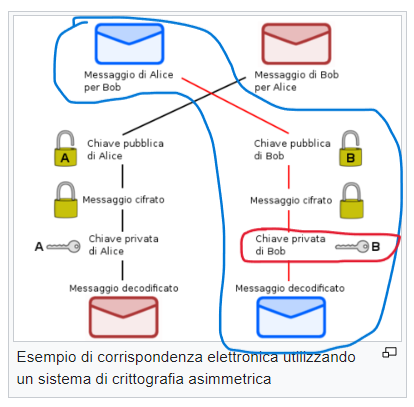 Messaggio di Alice
per Bob
Messaggio di Bob
per Alice
A
Chiave pubblica
di Alice
Chiave pubblica
di Bob
B
Messaggio cifrato
Messaggio cifrato
A
Chiave privata
di Alice
Chiave privata
di Bob
B
Messaggio decodificato
Messaggio decodificato
Esempio di corrispondenza elettronica utilizzando
un sistema di crittografia asimmetrica